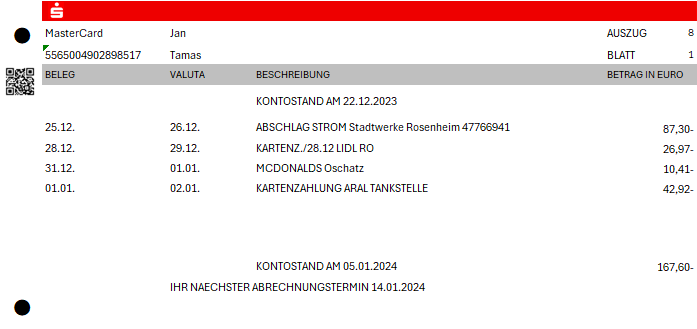 MasterCard Jan AUSZUG 8
5565004902898517 Tamas BLATT 1
BELEG VALUTA BESCHREIBUNG BETRAG IN EURO
KONTOSTAND AM 22.12.2023
25.12. 26.12. ABSCHLAG STROM Stadtwerke Rosenheim 47766941 87,30-
28.12. 29.12. KARTENZ./28.12 LIDL RO 26,97-
31.12. 01.01. MCDONALDS Oschatz 10,41-
01.01. 02.01. KARTENZAHLUNG ARAL TANKSTELLE 42,92-
KONTOSTAND AM 05.01.2024 167,60-
IHR NAECHSTER ABRECHNUNGSTERMIN 14.01.2024